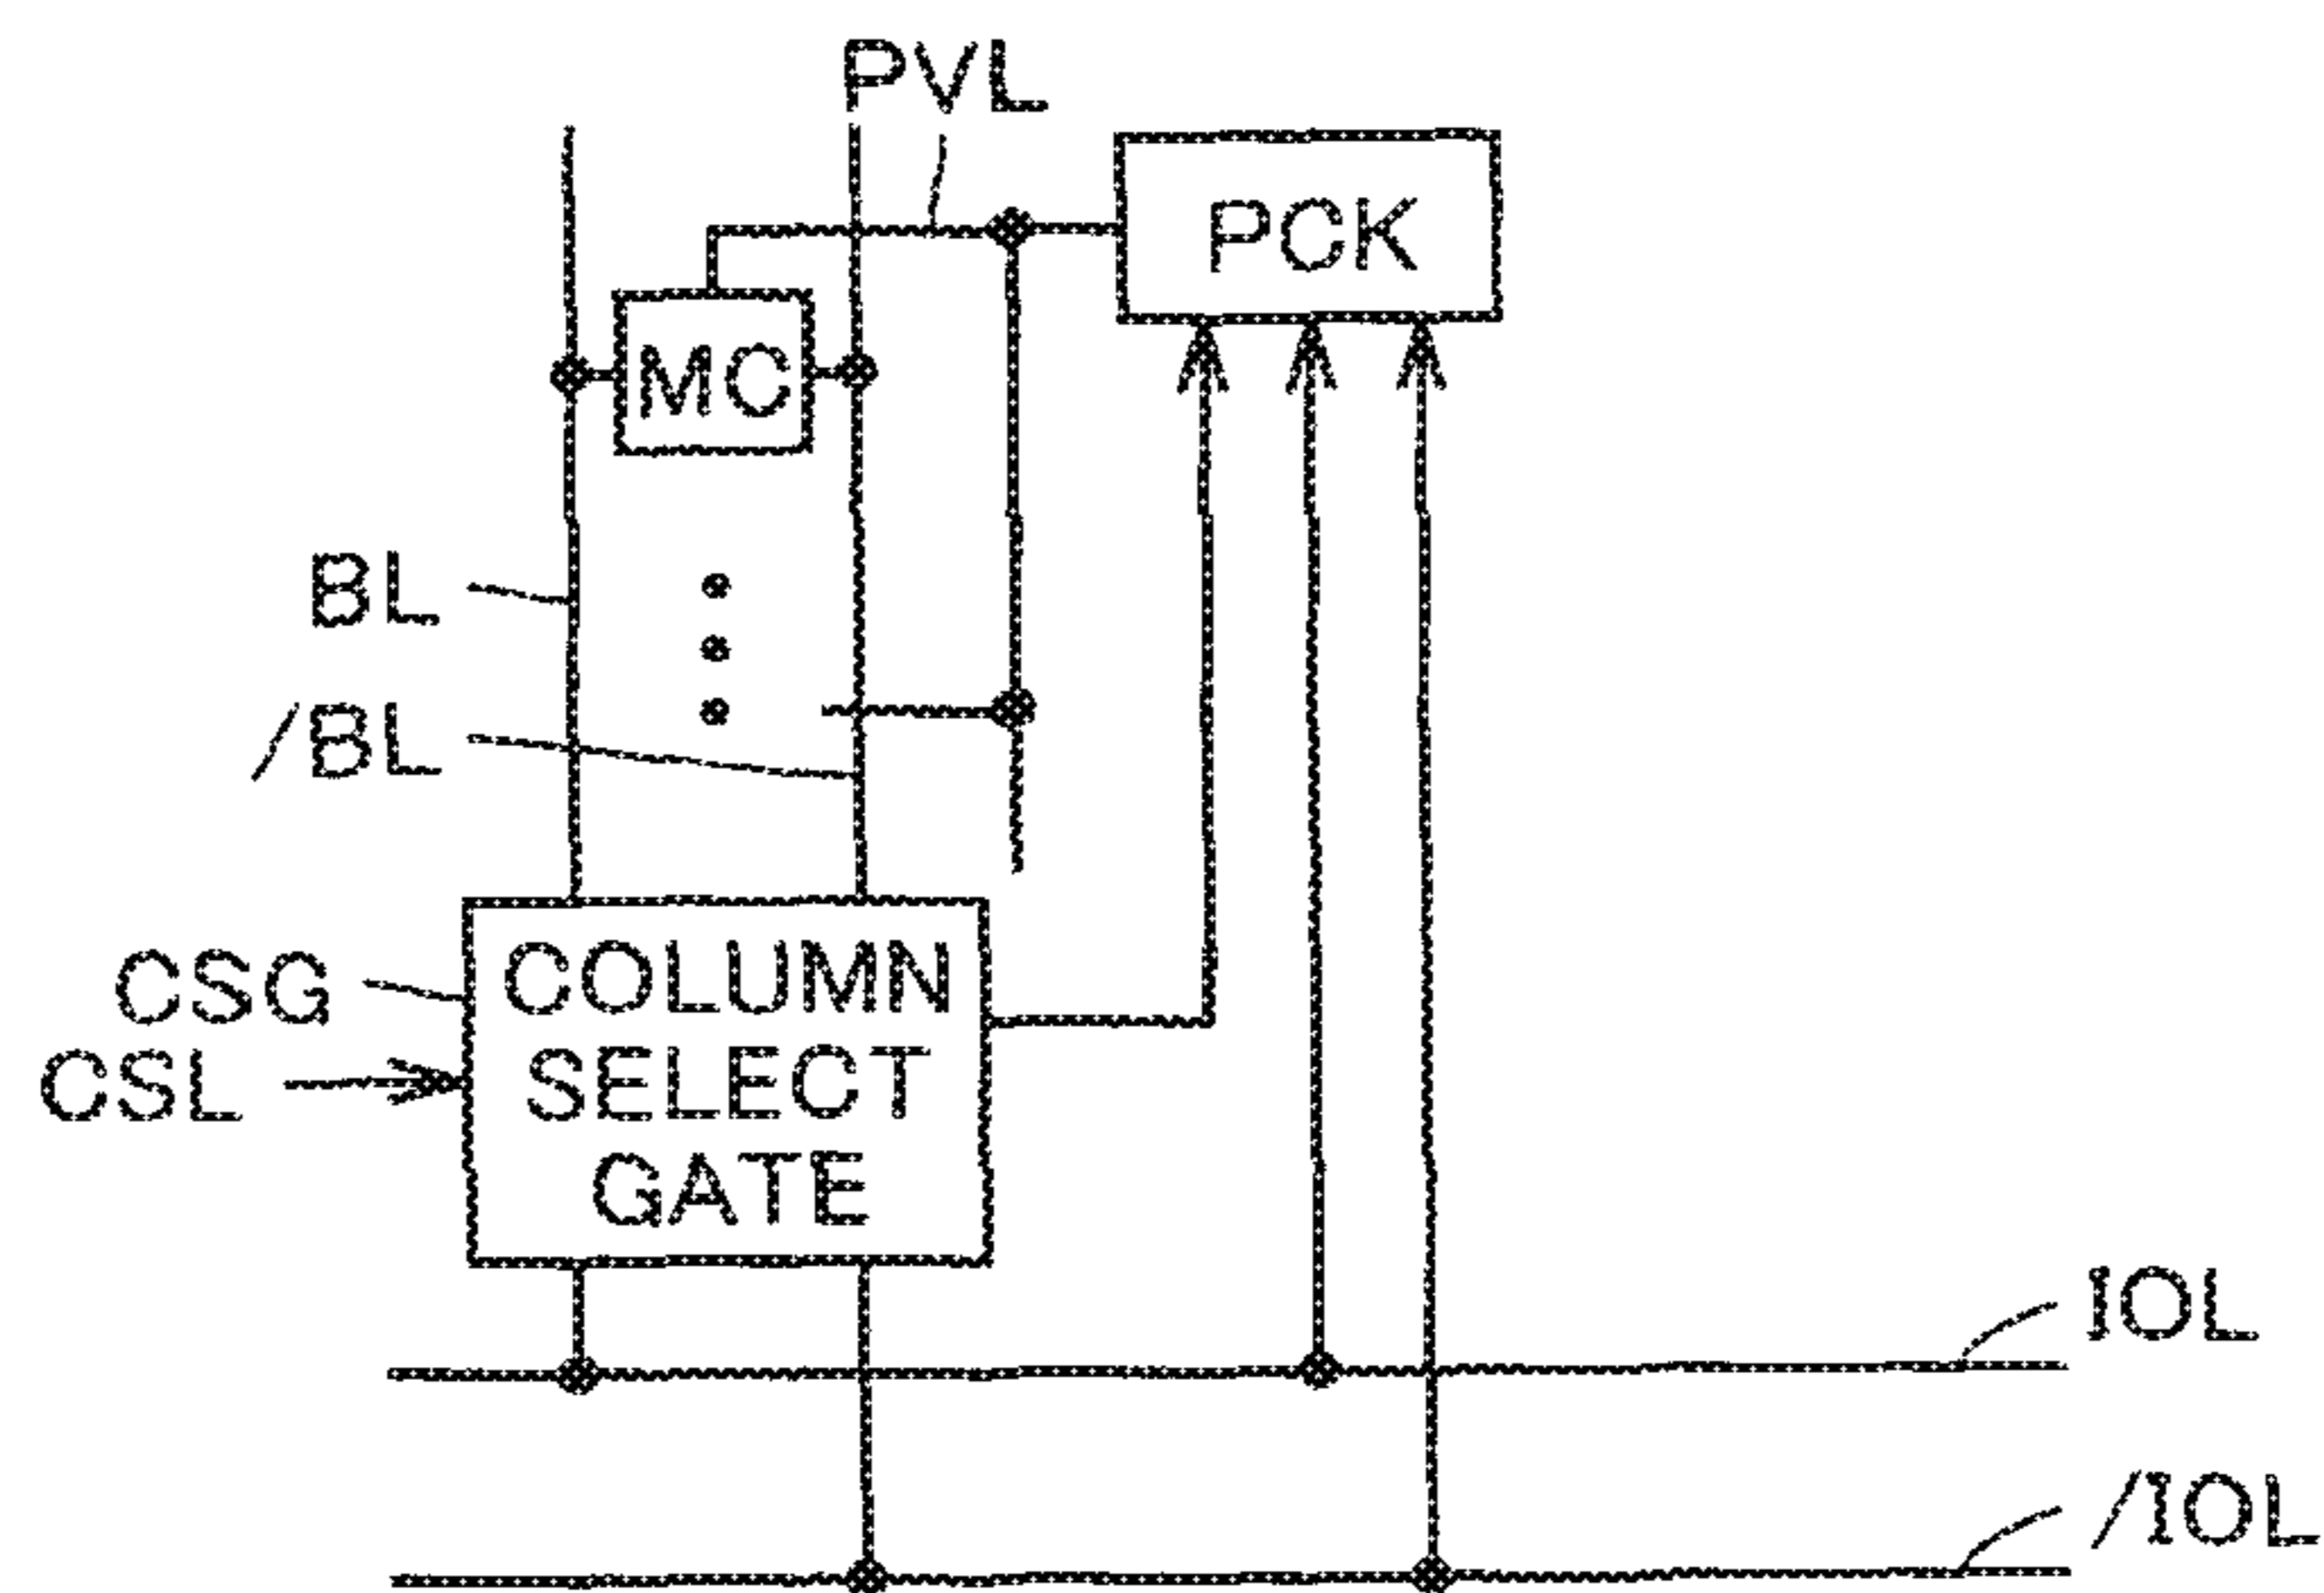 PVL
PCK
MC
BL
/BL
CSG
COLUMN
SELECT
GATE
CSL
IOL
/IOL